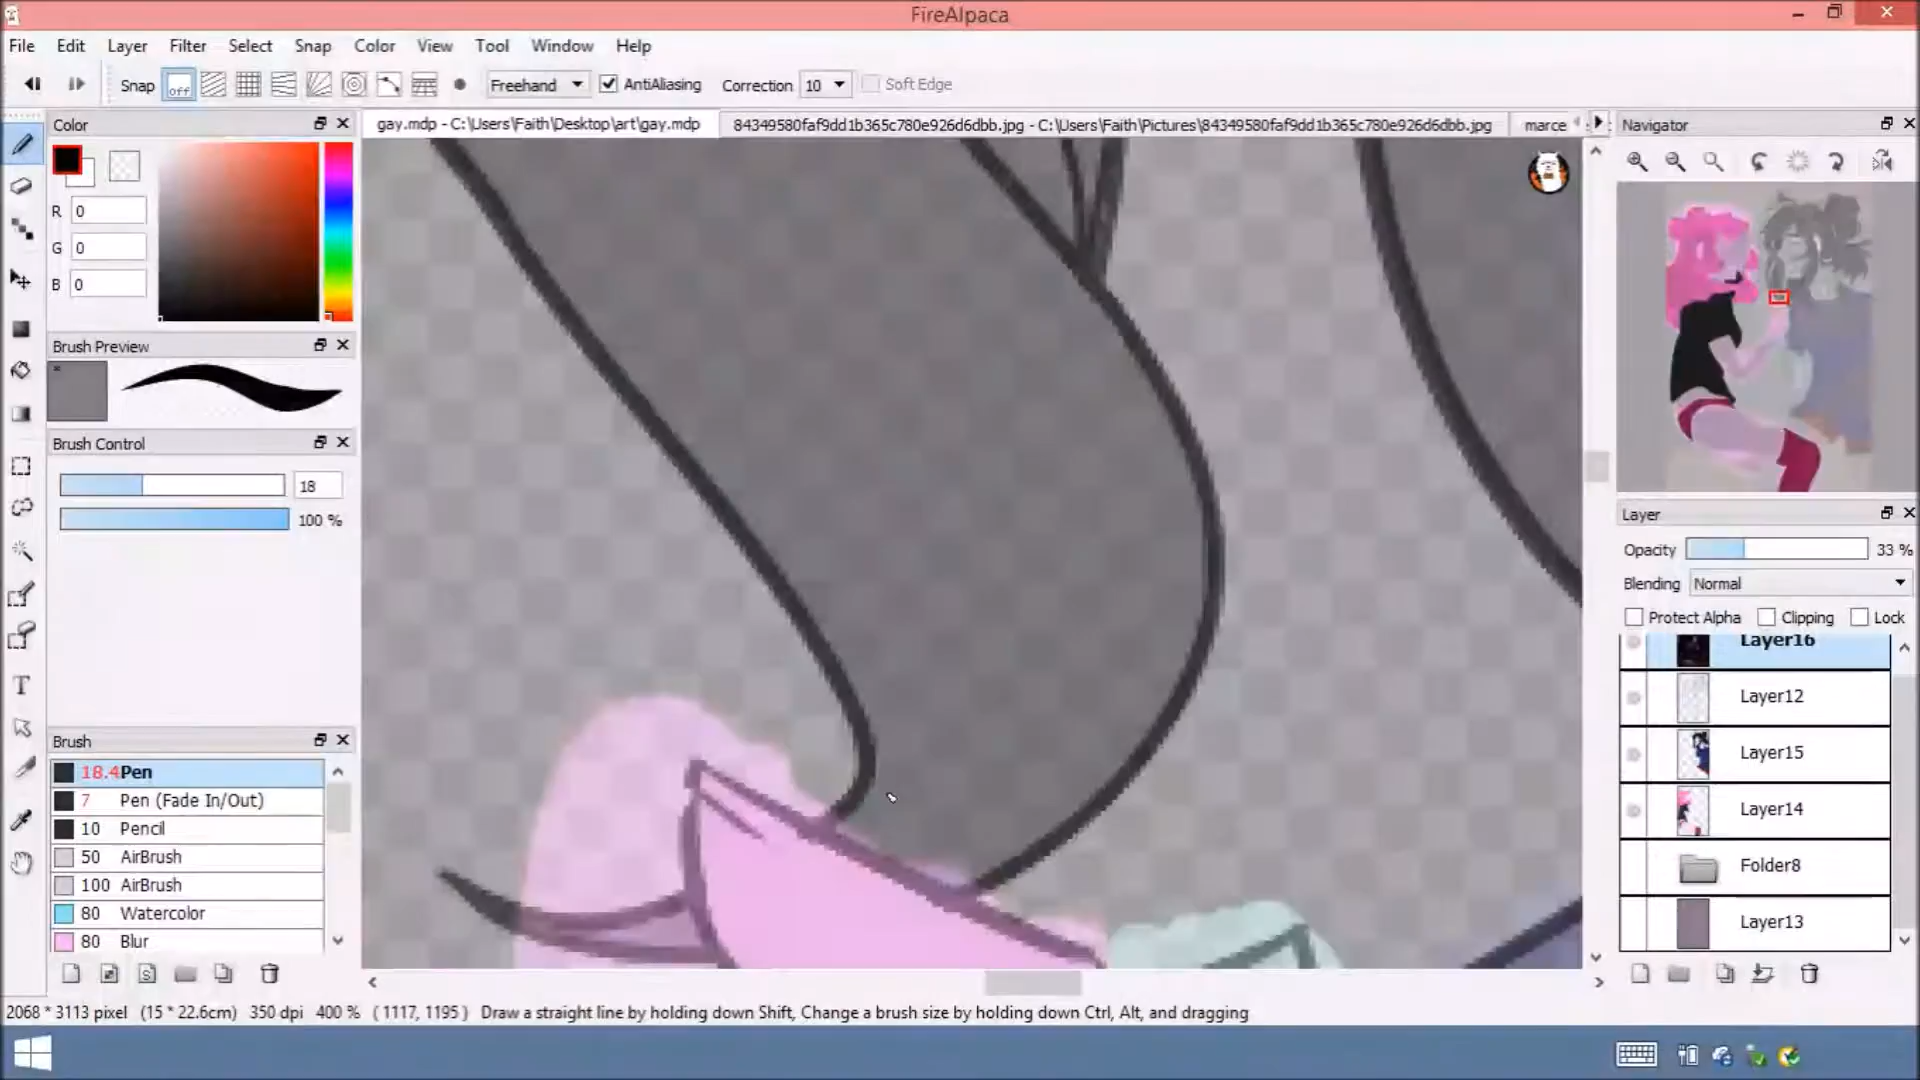 FireAlpaca
File Edit Layer Filter Select Snap Color View Tool Window Help
Snap off Freehand AntiAliasing Correction 10 Soft Edge
Color
gay.mdp - C:\Users\Faith\Desktop\art\gay.mdp
84349580faf9dd1b365c780e926d6dbb.jpg - C:\Users\Faith\Pictures\84349580faf9dd1b365c780e926d6dbb.jpg
marce
Navigator
R 0
G 0
B 0
Brush Preview
Brush Control
18
100 %
Brush
18.4 Pen
7 Pen (Fade In/Out)
10 Pencil
50 AirBrush
100 AirBrush
80 Watercolor
80 Blur
Layer
Opacity 33 %
Blending Normal
Protect Alpha Clipping Lock
Layer16
Layer12
Layer15
Layer14
Folder8
Layer13
2068 * 3113 pixel (15 * 22.6cm) 350 dpi 400 % ( 1117, 1195 ) Draw a straight line by holding down Shift, Change a brush size by holding down Ctrl, Alt, and dragging